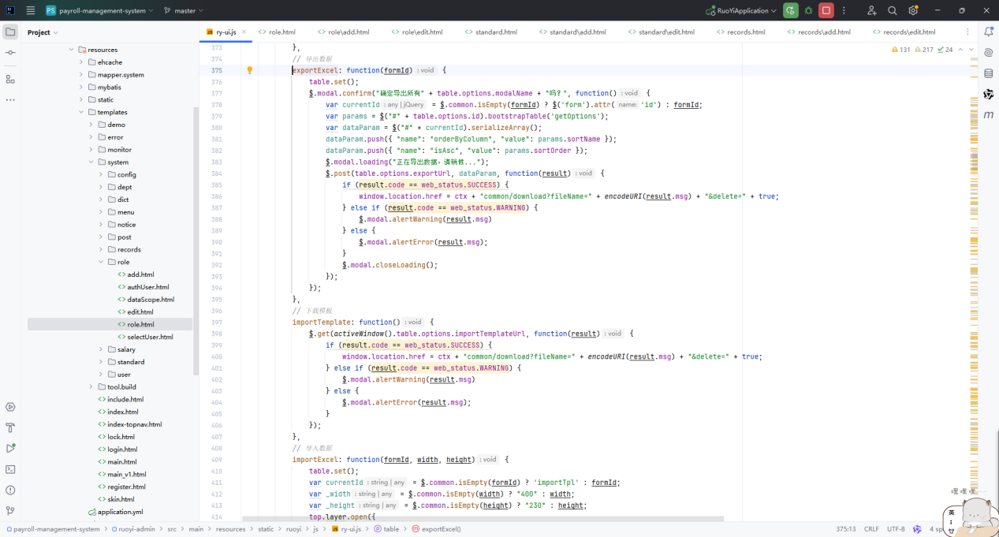 PS payroll-management-system master RuoYiApplication
Project
ry-ui.js role.html role\add.html role\edit.html standard.html standard\add.html standard\edit.html records.html records\add.html records\edit.html
131 217 24
resources
ehcache
mapper.system
mybatis
static
templates
demo
error
monitor
system
config
dept
dict
menu
notice
post
records
role
add.html
authUser.html
dataScope.html
edit.html
role.html
selectUser.html
salary
standard
user
tool.build
include.html
index.html
index-topnav.html
lock.html
login.html
main.html
main_v1.html
register.html
skin.html
application.yml
373 },
374 // 导出数据
375 exportExcel: function(formId) : void {
376 table.set();
377 $.modal.confirm("确定导出所有" + table.options.modalName + "吗？", function() : void {
378 var currentId : any | jQuery = $.common.isEmpty(formId) ? $('form').attr( name: 'id') : formId;
379 var params = $("#" + table.options.id).bootstrapTable('getOptions');
380 var dataParam = $("#" + currentId).serializeArray();
381 dataParam.push({ "name": "orderByColumn", "value": params.sortName });
382 dataParam.push({ "name": "isAsc", "value": params.sortOrder });
383 $.modal.loading("正在导出数据，请稍候...");
384 $.post(table.options.exportUrl, dataParam, function(result) : void {
385 if (result.code == web_status.SUCCESS) {
386 window.location.href = ctx + "common/download?fileName=" + encodeURI(result.msg) + "&delete=" + true;
387 } else if (result.code == web_status.WARNING) {
388 $.modal.alertWarning(result.msg)
389 } else {
390 $.modal.alertError(result.msg);
391 }
392 $.modal.closeLoading();
393 });
394 });
395 },
396 // 下载模板
397 importTemplate: function() : void {
398 $.get(activeWindow().table.options.importTemplateUrl, function(result) : void {
399 if (result.code == web_status.SUCCESS) {
400 window.location.href = ctx + "common/download?fileName=" + encodeURI(result.msg) + "&delete=" + true;
401 } else if (result.code == web_status.WARNING) {
402 $.modal.alertWarning(result.msg)
403 } else {
404 $.modal.alertError(result.msg);
405 }
406 });
407 },
408 // 导入数据
409 importExcel: function(formId, width, height) : void {
410 table.set();
411 var currentId : string | any = $.common.isEmpty(formId) ? 'importTpl' : formId;
412 var _width : string | any = $.common.isEmpty(width) ? "400" : width;
413 var _height : string | any = $.common.isEmpty(height) ? "230" : height;
414 top.layer.open({
英
payroll-management-system > ruoyi-admin > src > main > resources > static > ruoyi > js > ry-ui.js > table > exportExcel()
375:13 CRLF UTF-8 4 sp